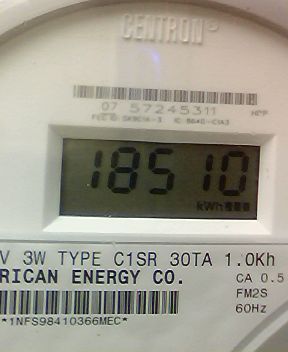 CENTRON®
07 57245311
18510
kWh
V 3W TYPE C1SR 30TA 1.0Kh
RICAN ENERGY CO.
CA 0.5
FM2S
60Hz
*1NFS98410366MEC*